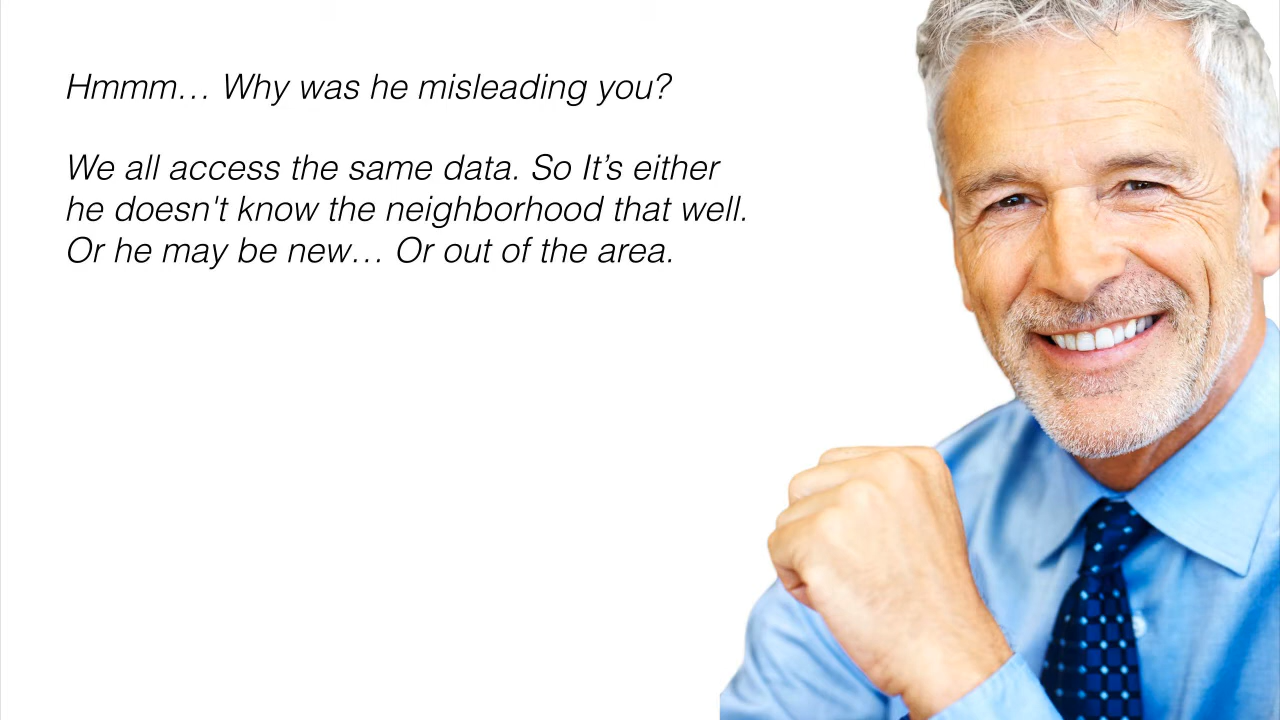 Hmmm… Why was he misleading you?
We all access the same data. So It’s either
he doesn't know the neighborhood that well.
Or he may be new… Or out of the area.